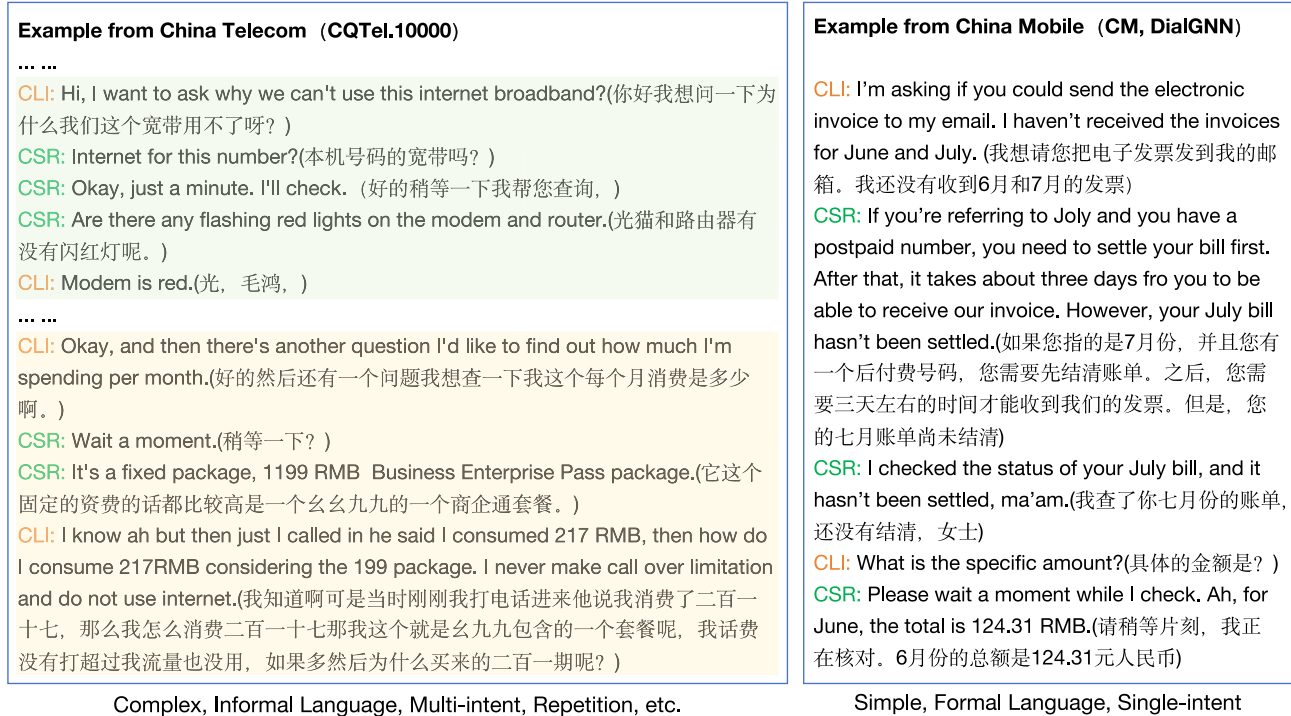 Example from China Telecom（CQTel.10000）
... ...
CLI: Hi, I want to ask why we can't use this internet broadband?(你好我想问一下为
什么我们这个宽带用不了呀？)
CSR: Internet for this number?(本机号码的宽带吗？)
CSR: Okay, just a minute. I'll check.（好的稍等一下我帮您查询，)
CSR: Are there any flashing red lights on the modem and router.(光猫和路由器有
没有闪红灯呢。)
CLI: Modem is red.(光，毛鸿，)
... ...
CLI: Okay, and then there's another question I'd like to find out how much I'm
spending per month.(好的然后还有一个问题我想查一下我这个每个月消费是多少
啊。)
CSR: Wait a moment.(稍等一下？)
CSR: It's a fixed package, 1199 RMB Business Enterprise Pass package.(它这个
固定的资费的话都比较高是一个幺幺九九的一个商企通套餐。)
CLI: I know ah but then just I called in he said I consumed 217 RMB, then how do
I consume 217RMB considering the 199 package. I never make call over limitation
and do not use internet.(我知道啊可是当时刚刚我打电话进来他说我消费了二百一
十七，那么我怎么消费二百一十七那我这个就是幺九九包含的一个套餐呢，我话费
没有打超过我流量也没用，如果多然后为什么买来的二百一期呢？)
Complex, Informal Language, Multi-intent, Repetition, etc.
Example from China Mobile（CM, DialGNN）
CLI: I’m asking if you could send the electronic
invoice to my email. I haven’t received the invoices
for June and July. (我想请您把电子发票发到我的邮
箱。我还没有收到6月和7月的发票)
CSR: If you’re referring to Joly and you have a
postpaid number, you need to settle your bill first.
After that, it takes about three days fro you to be
able to receive our invoice. However, your July bill
hasn’t been settled.(如果您指的是7月份，并且您有
一个后付费号码，您需要先结清账单。之后，您需
要三天左右的时间才能收到我们的发票。但是，您
的七月账单尚未结清)
CSR: I checked the status of your July bill, and it
hasn’t been settled, ma’am.(我查了你七月份的账单,
还没有结清，女士)
CLI: What is the specific amount?(具体的金额是？)
CSR: Please wait a moment while I check. Ah, for
June, the total is 124.31 RMB.(请稍等片刻，我正
在核对。6月份的总额是124.31元人民币)
Simple, Formal Language, Single-intent